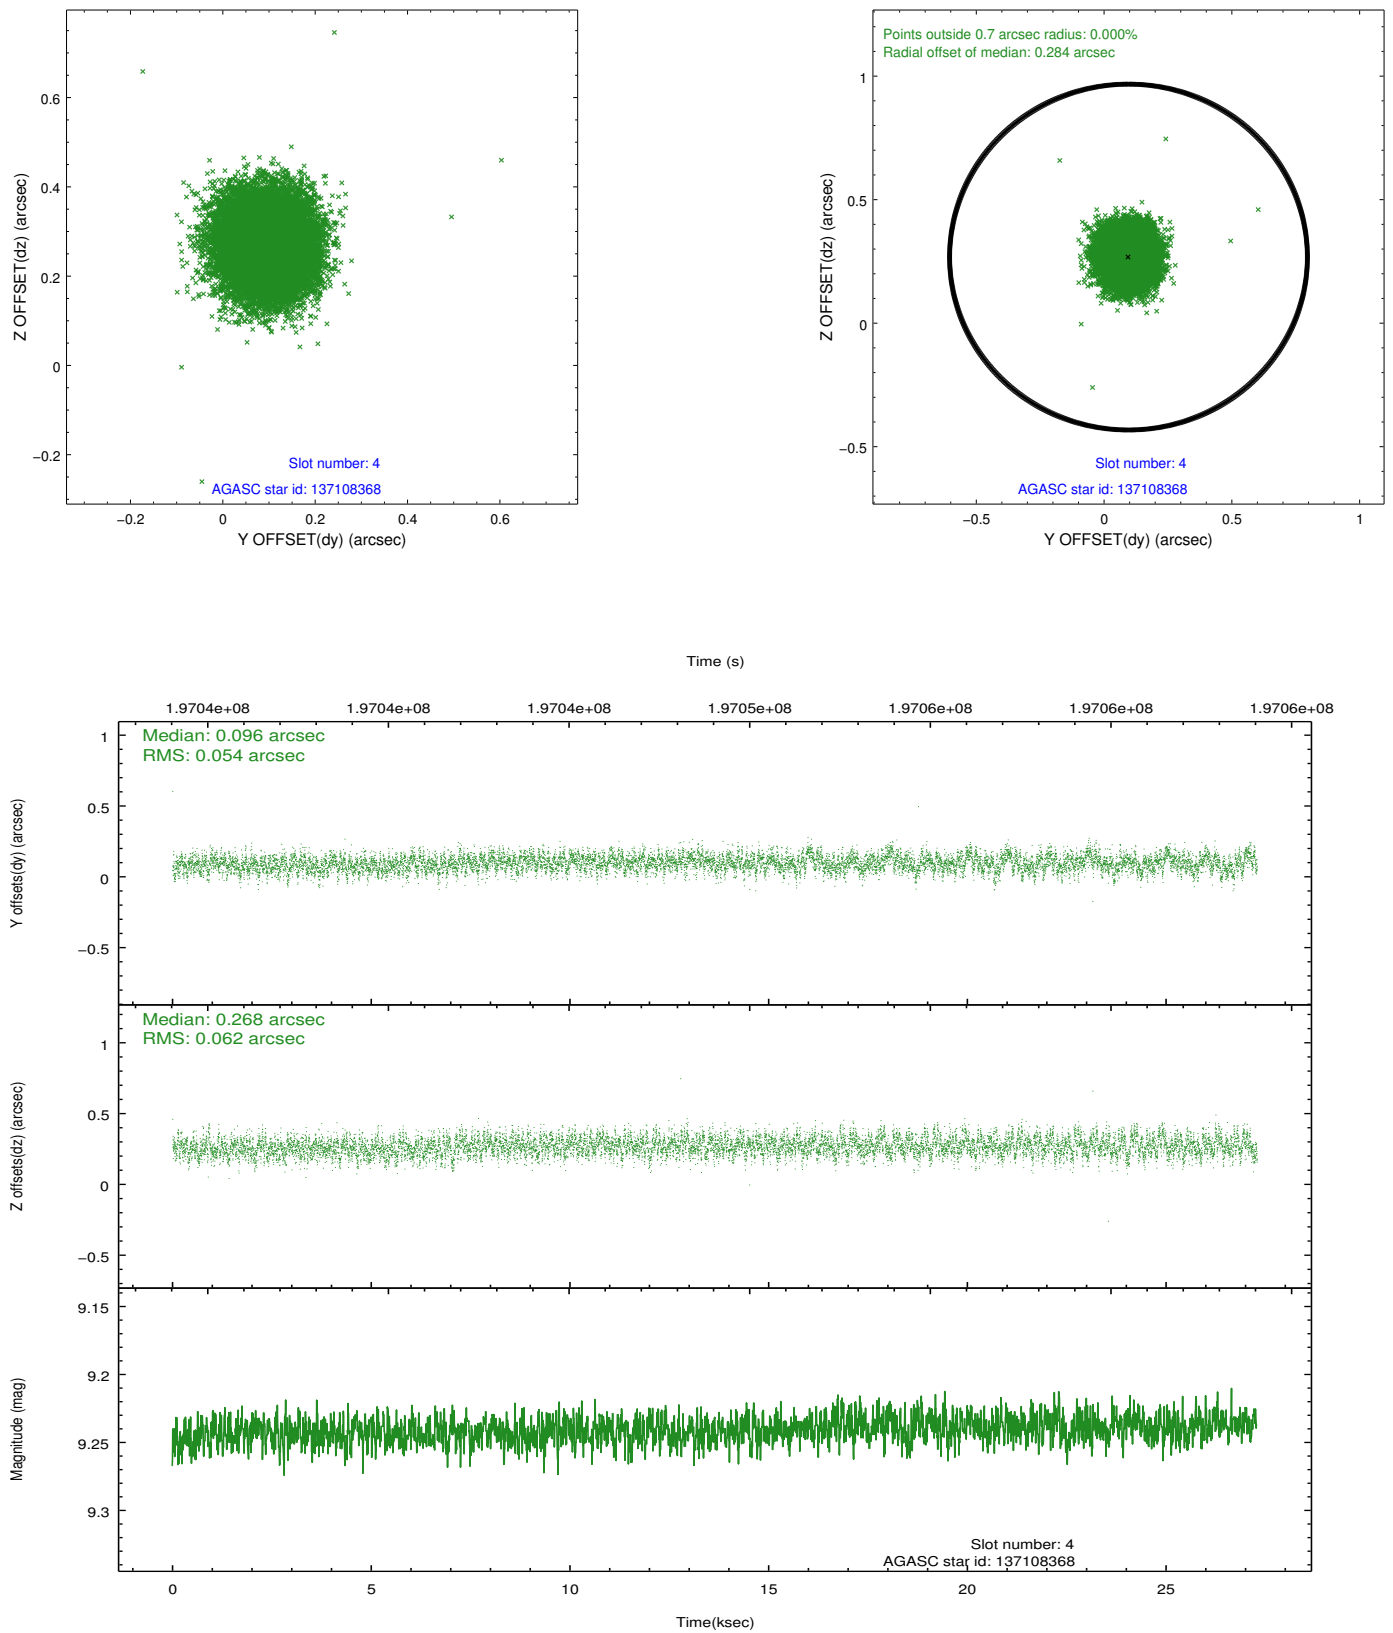 0.6
0.4
0.2
0
−0.2
Z OFFSET(dz) (arcsec)
Slot number: 4
AGASC star id: 137108368
−0.2 0 0.2 0.4 0.6
Y OFFSET(dy) (arcsec)
Points outside 0.7 arcsec radius: 0.000%
Radial offset of median: 0.284 arcsec
1
0.5
0
−0.5
Z OFFSET(dz) (arcsec)
Slot number: 4
AGASC star id: 137108368
−0.5 0 0.5 1
Y OFFSET(dy) (arcsec)
Time (s)
1.9704e+08 1.9704e+08 1.9704e+08 1.9705e+08 1.9706e+08 1.9706e+08 1.9706e+08
Median: 0.096 arcsec
RMS: 0.054 arcsec
1
0.5
0
−0.5
Y offsets(dy) (arcsec)
Median: 0.268 arcsec
RMS: 0.062 arcsec
1
0.5
0
−0.5
Z offsets(dz) (arcsec)
9.15
9.2
9.25
9.3
Magnitude (mag)
Slot number: 4
AGASC star id: 137108368
0 5 10 15 20 25
Time(ksec)